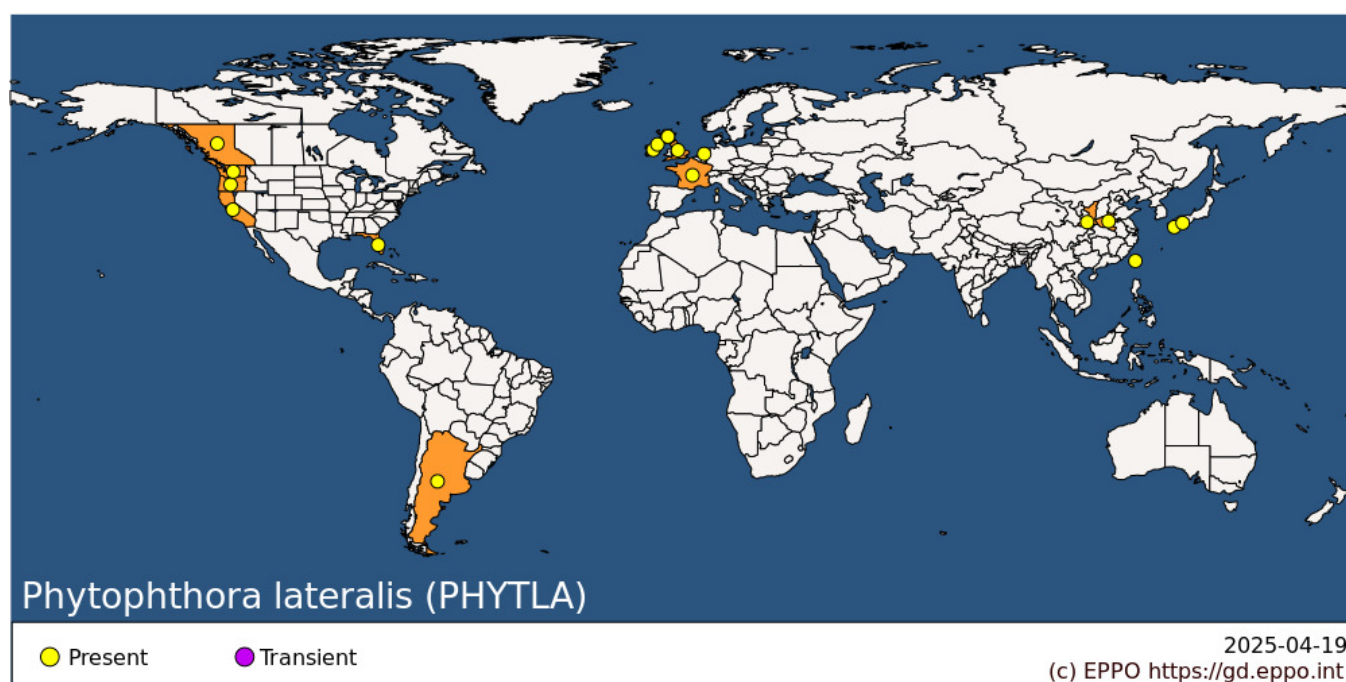 Phytophthora lateralis (PHYTLA)
Present
Transient
2025-04-19
(c) EPPO https://gd.eppo.int